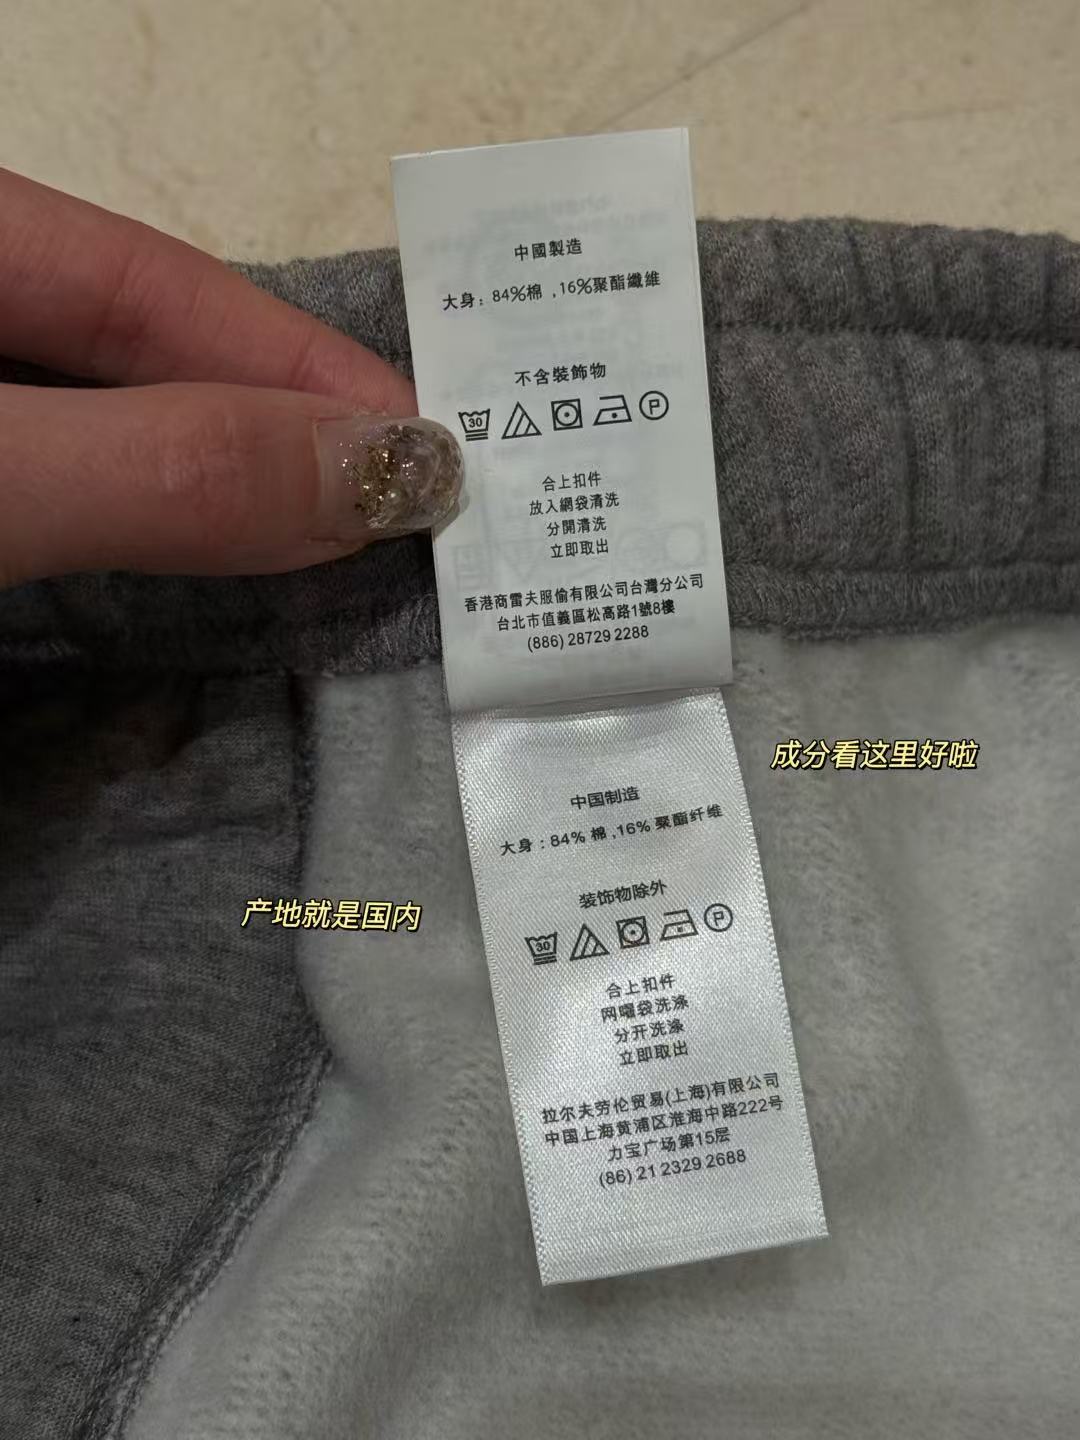 中國製造
大身：84%棉 ,16%聚酯纖維
不含裝飾物
30
P
合上扣件
放入網袋清洗
分開清洗
立即取出
香港商雷夫服偷有限公司台灣分公司
台北市值義區松高路1號8樓
(886) 28729 2288
成分看这里好啦
中国制造
大身：84% 棉 ,16% 聚酯纤维
产地就是国内
装饰物除外
30
P
合上扣件
网嚁袋洗涤
分开洗涤
立即取出
拉尔夫劳伦贸易(上海)有限公司
中国上海黄浦区淮海中路222号
力宝广场第15层
(86) 21 2329 2688